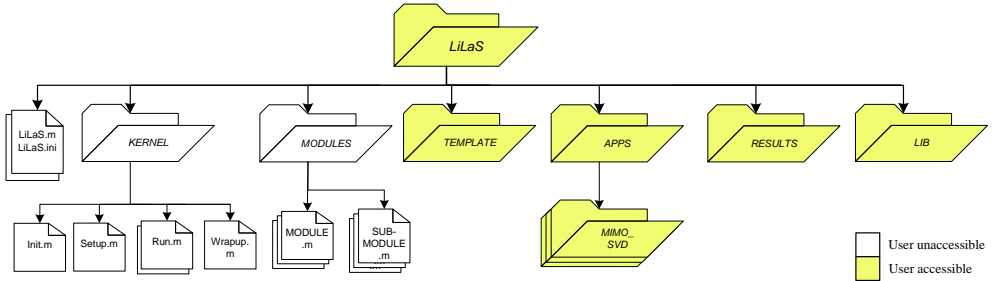 LiLaS
LiLaS.m
LiLaS.ini
KERNEL
MODULES
TEMPLATE
APPS
RESULTS
LIB
Init.m
Setup.m
Run.m
Wrapup.
m
MODULE
.m
SUB-
MODULE
.m
....
MIMO_
SVD
User unaccessible
User accessible